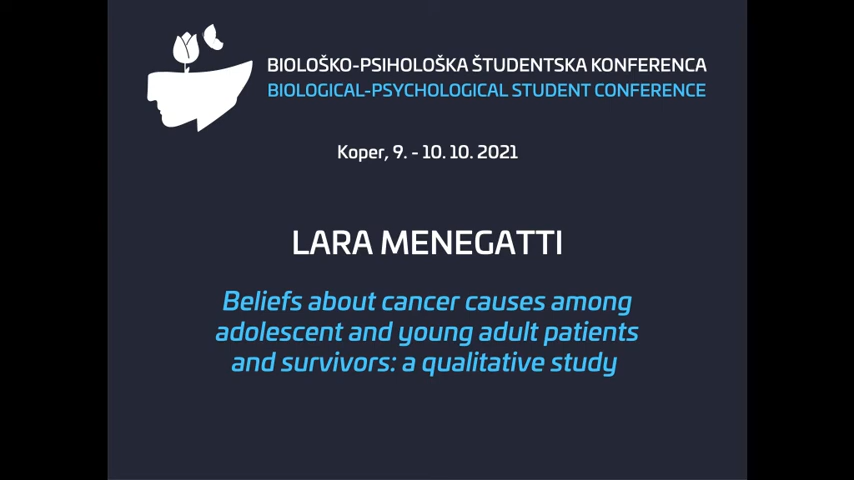 BIOLOŠKO-PSIHOLOŠKA ŠTUDENTSKA KONFERENCA
BIOLOGICAL-PSYCHOLOGICAL STUDENT CONFERENCE
Koper, 9. - 10. 10. 2021
LARA MENEGATTI
Beliefs about cancer causes among
adolescent and young adult patients
and survivors: a qualitative study